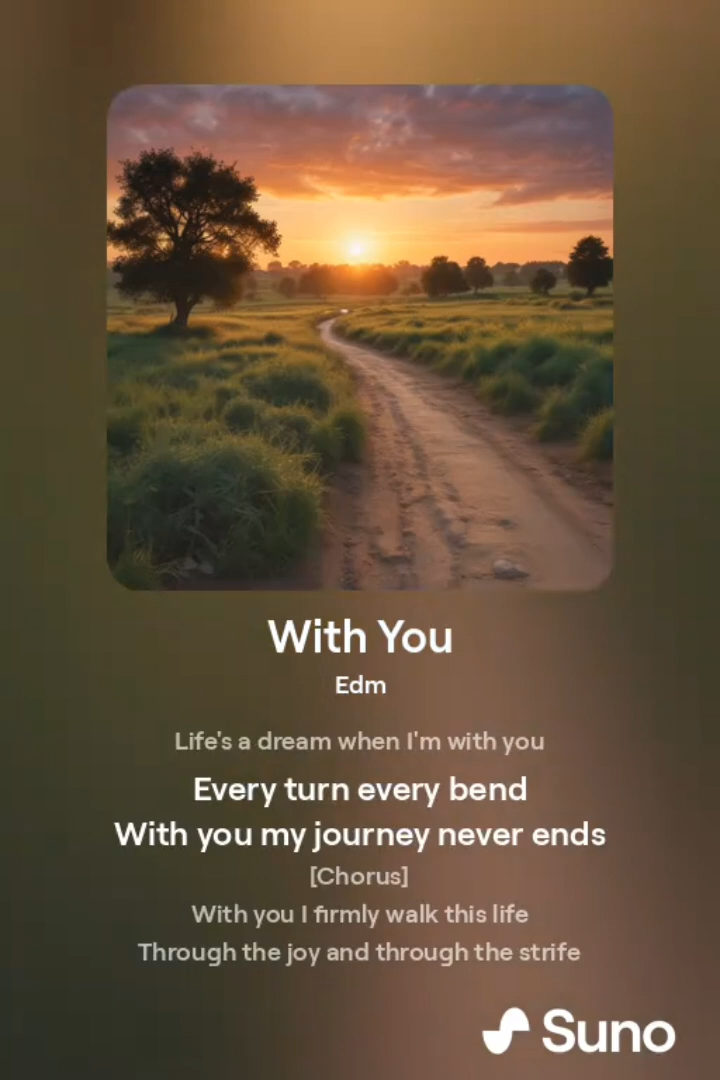 With You
Edm
Life's a dream when I'm with you
Every turn every bend
With you my journey never ends
[Chorus]
With you I firmly walk this life
Through the joy and through the strife
Suno